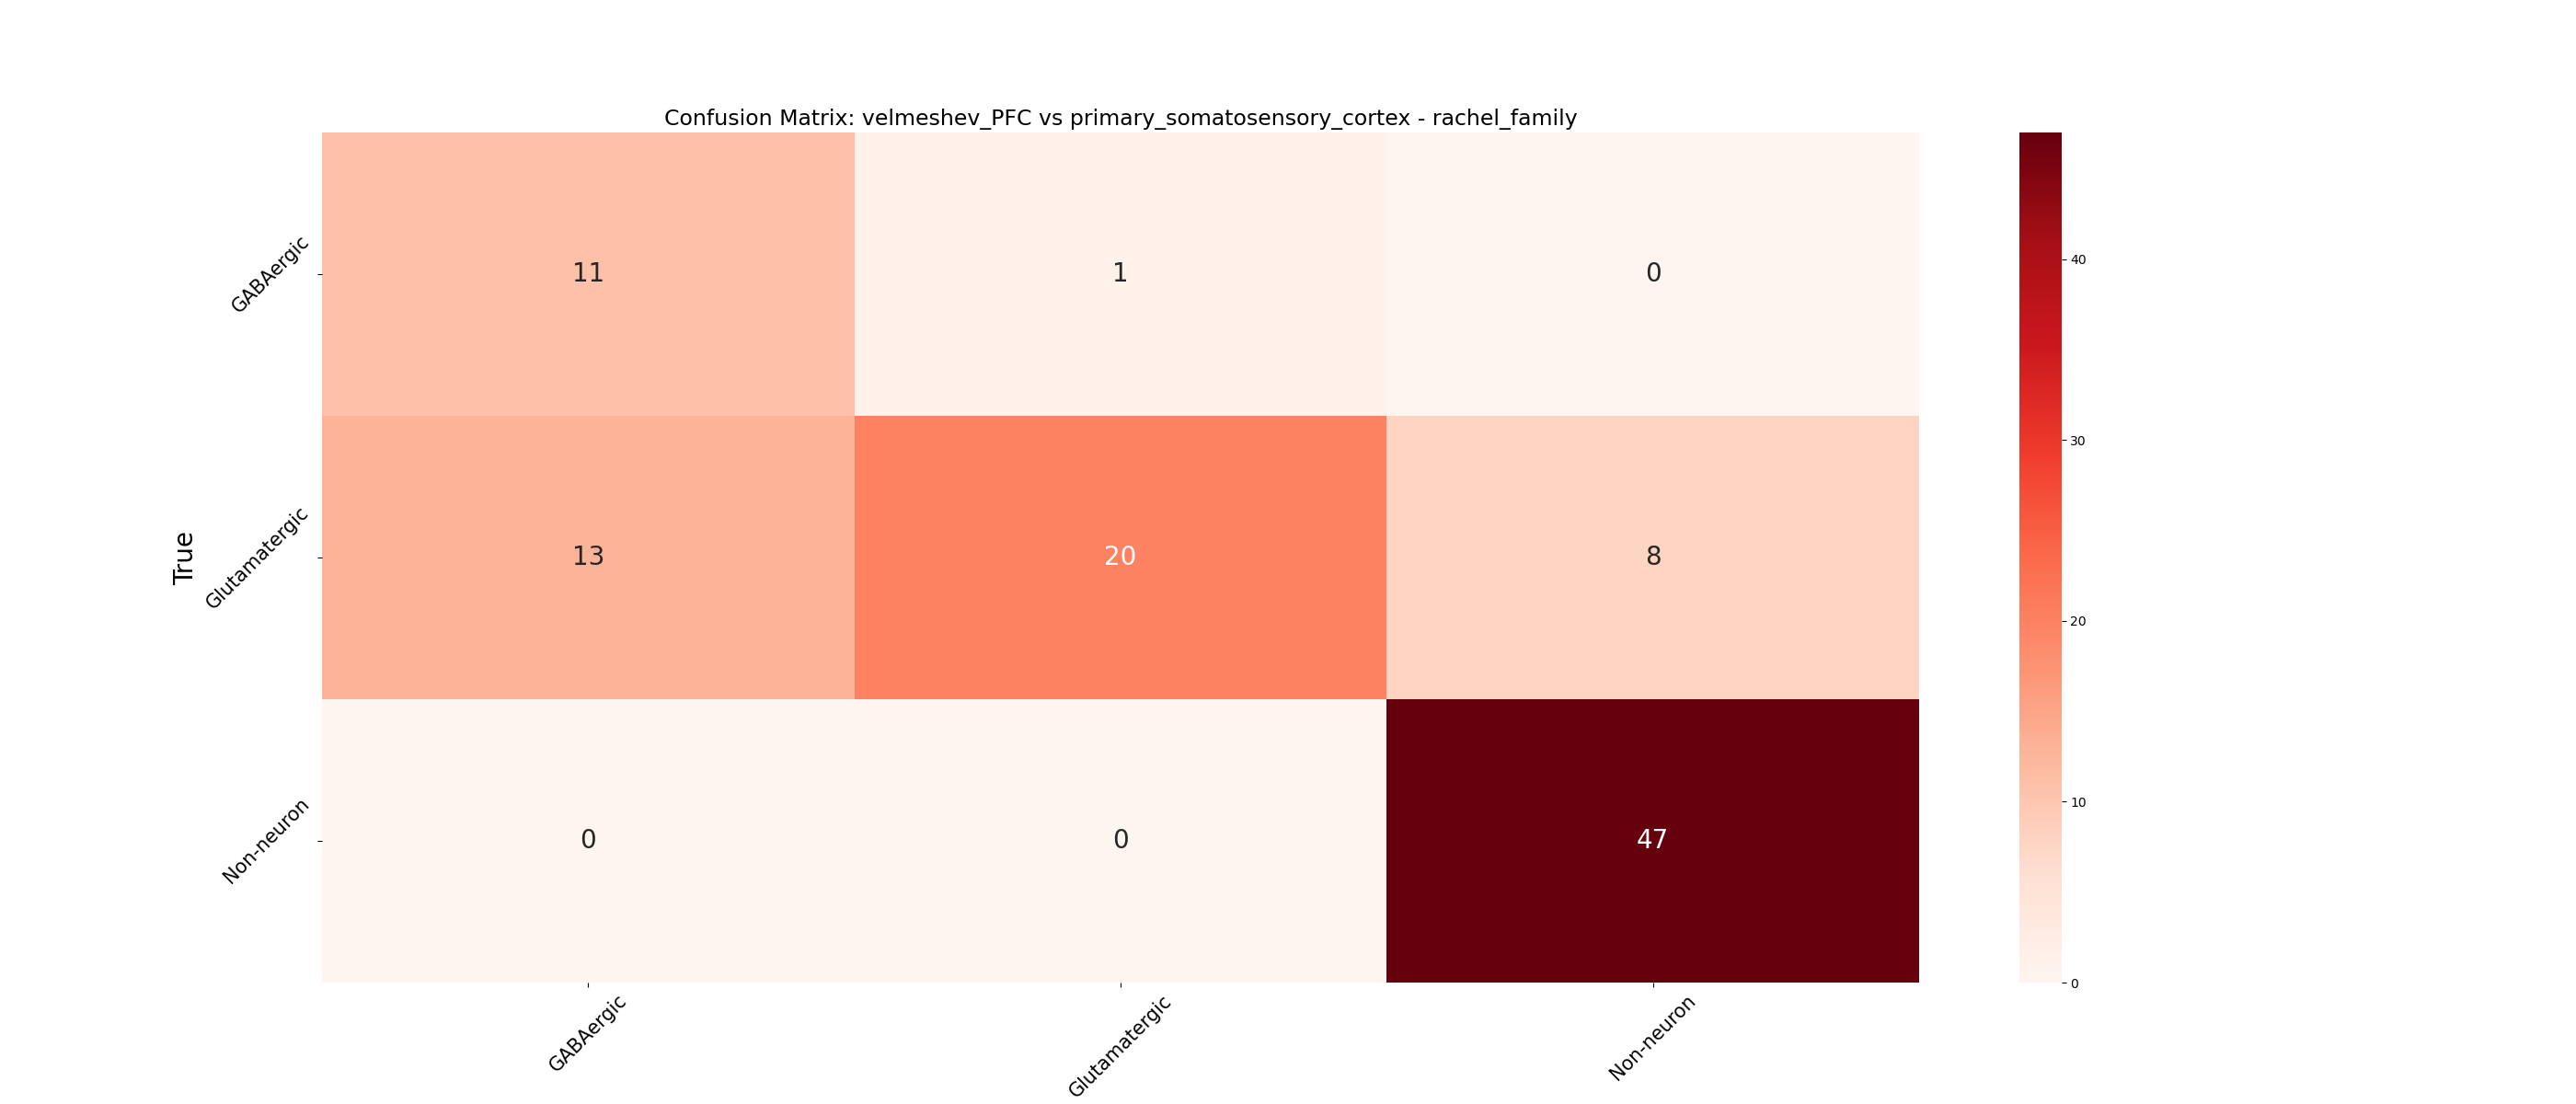 Confusion Matrix: velmeshev_PFC vs primary_somatosensory_cortex - rachel_family
True
GABAergic
11
1
0
Glutamatergic
13
20
8
Non-neuron
0
0
47
GABAergic
Glutamatergic
Non-neuron
40
30
20
10
0